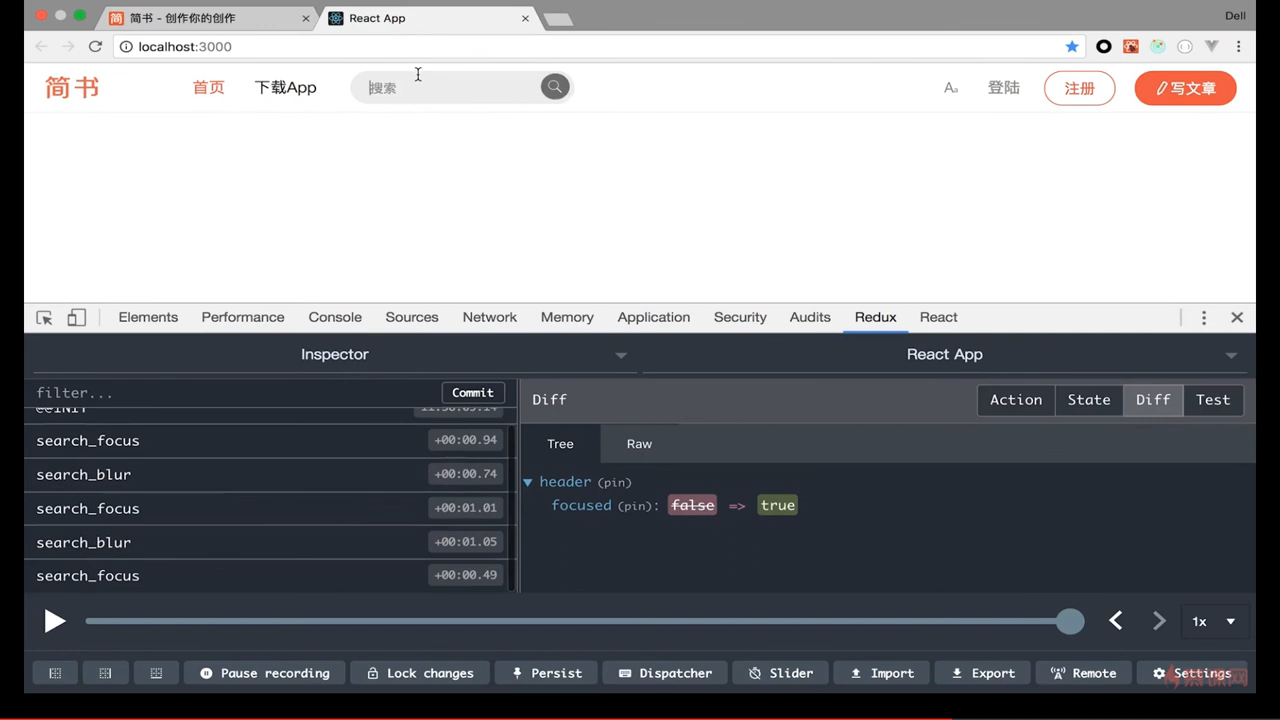 简书 - 创作你的创作
React App
Dell
localhost:3000
简书
首页
下载App
搜索
Aa
登陆
注册
写文章
Elements Performance Console Sources Network Memory Application Security Audits Redux React
Inspector
React App
filter...
Commit
@@INIT
search_focus +00:00.94
search_blur +00:00.74
search_focus +00:01.01
search_blur +00:01.05
search_focus +00:00.49
Diff
Action State Diff Test
Tree Raw
header (pin)
focused (pin): false => true
1x
Pause recording Lock changes Persist Dispatcher Slider Import Export Remote Settings